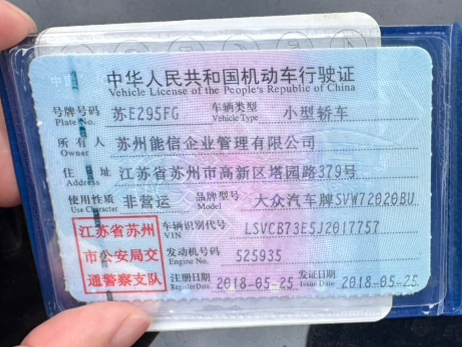 中华人民共和国机动车行驶证
Vehicle License of the People's Republic of China
号牌号码 苏E295FG 车辆类型 小型轿车
Plate No. Vehicle Type
所有人 苏州能信企业管理有限公司
Owner
住址 江苏省苏州市高新区塔园路379号
Address
使用性质 非营运 品牌型号 大众汽车牌SVW72020BU
Use Character Model
江苏省苏州 车辆识别代号 LSVCB73E5J2017757
VIN
市公安局交 发动机号码 525935
Engine No.
通警察支队 注册日期 2018-05-25 发证日期 2018-05-25
Register Date Issue Date